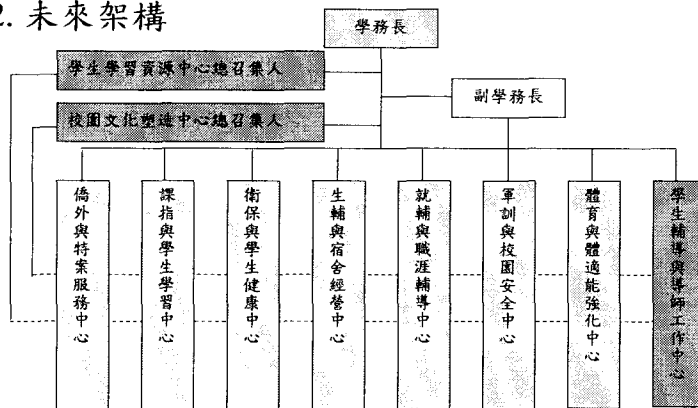 2. 未來架構
學務長
學生學習資源中心總召集人
副學務長
校園文化塑造中心總召集人
僑外與特案服務中心
課指與學生學習中心
衛保與學生健康中心
生輔與宿舍經營中心
就輔與職涯輔導中心
軍訓與校園安全中心
體育與體適能強化中心
學生輔導與導師工作中心